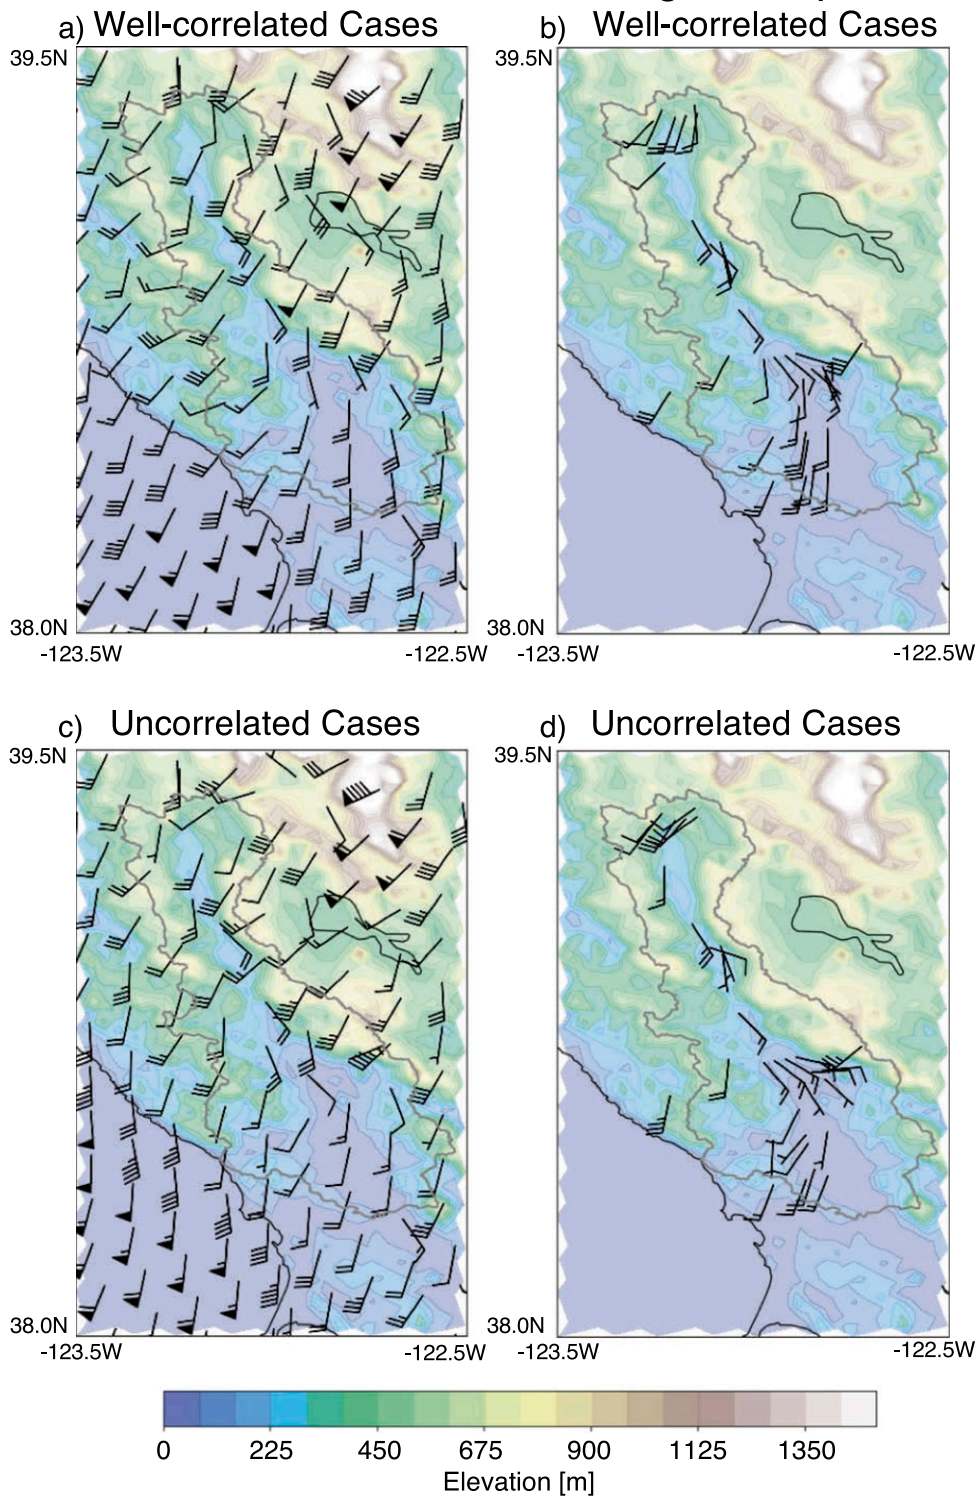 a) Well-correlated Cases
b) Well-correlated Cases
39.5N
39.5N
38.0N
38.0N
-123.5W
-122.5W
-123.5W
-122.5W
c) Uncorrelated Cases
d) Uncorrelated Cases
39.5N
39.5N
38.0N
38.0N
-123.5W
-122.5W
-123.5W
-122.5W
0 225 450 675 900 1125 1350
Elevation [m]